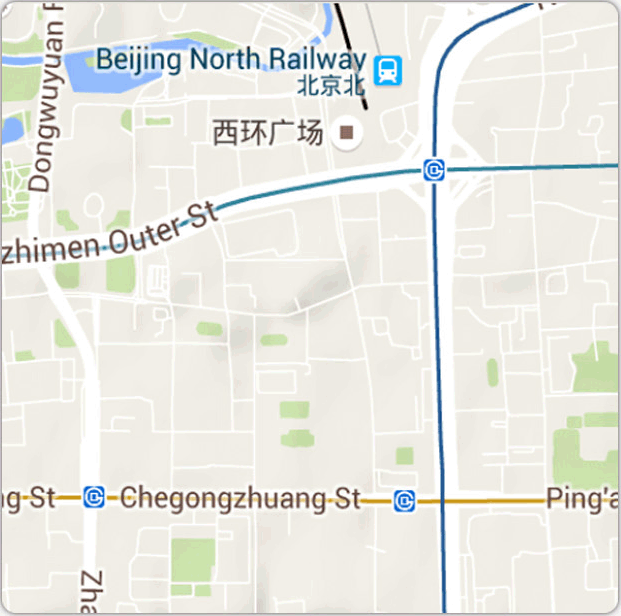 Beijing North Railway
北京北
西环广场
Dongwuyuan R
zhimen Outer St
ng St
Chegongzhuang St
Ping'a
Zha